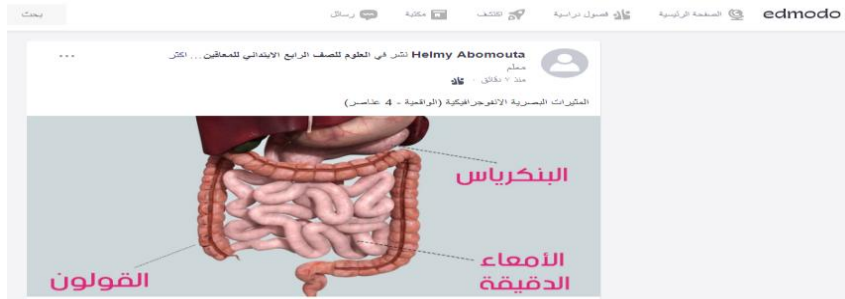 edmodo الصفحة الرئيسية فصول دراسية اكتشف مكتبة رسائل بحث
Helmy Abomouta نشر في العلوم للصف الرابع الابتدائي للمعاقين... اكثر
معلم
منذ ٧ دقائق
المثيرات البصرية الانفوجرافيكية (الواقعية - 4 عناصر)
البنكرياس
الأمعاء
الدقيقة
القولون